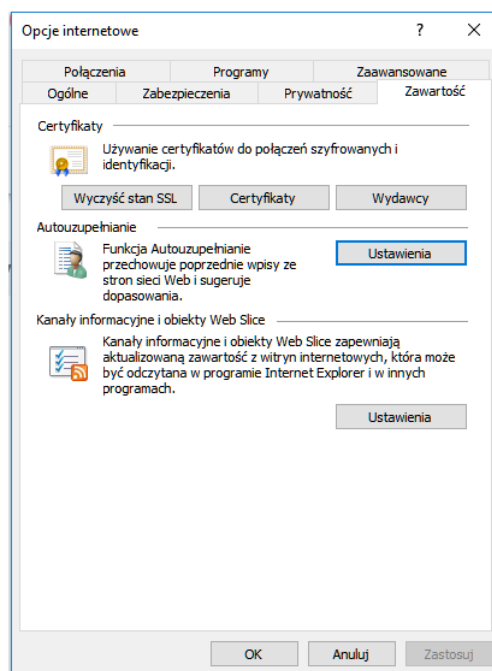 Opcje internetowe
? ×
Połączenia Programy Zaawansowane
Ogólne Zabezpieczenia Prywatność Zawartość
Certyfikaty
Używanie certyfikatów do połączeń szyfrowanych i
identyfikacji.
Wyczyść stan SSL Certyfikaty Wydawcy
Autouzupełnianie
Funkcja Autouzupełnianie
przechowuje poprzednie wpisy ze
stron sieci Web i sugeruje
dopasowania.
Ustawienia
Kanały informacyjne i obiekty Web Slice
Kanały informacyjne i obiekty Web Slice zapewniają
aktualizowaną zawartość z witryn internetowych, która może
być odczytana w programie Internet Explorer i w innych
programach.
Ustawienia
OK Anuluj Zastosuj